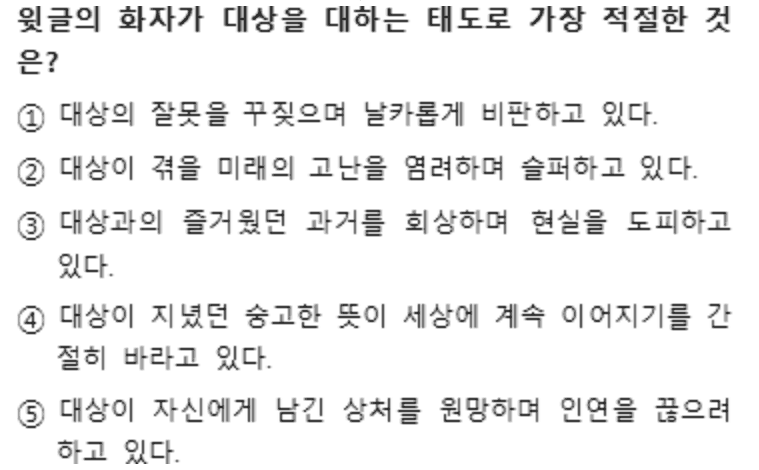 윗글의 화자가 대상을 대하는 태도로 가장 적절한 것
은?
① 대상의 잘못을 꾸짖으며 날카롭게 비판하고 있다.
② 대상이 겪을 미래의 고난을 염려하며 슬퍼하고 있다.
③ 대상과의 즐거웠던 과거를 회상하며 현실을 도피하고
있다.
④ 대상이 지녔던 숭고한 뜻이 세상에 계속 이어지기를 간
절히 바라고 있다.
⑤ 대상이 자신에게 남긴 상처를 원망하며 인연을 끊으려
하고 있다.